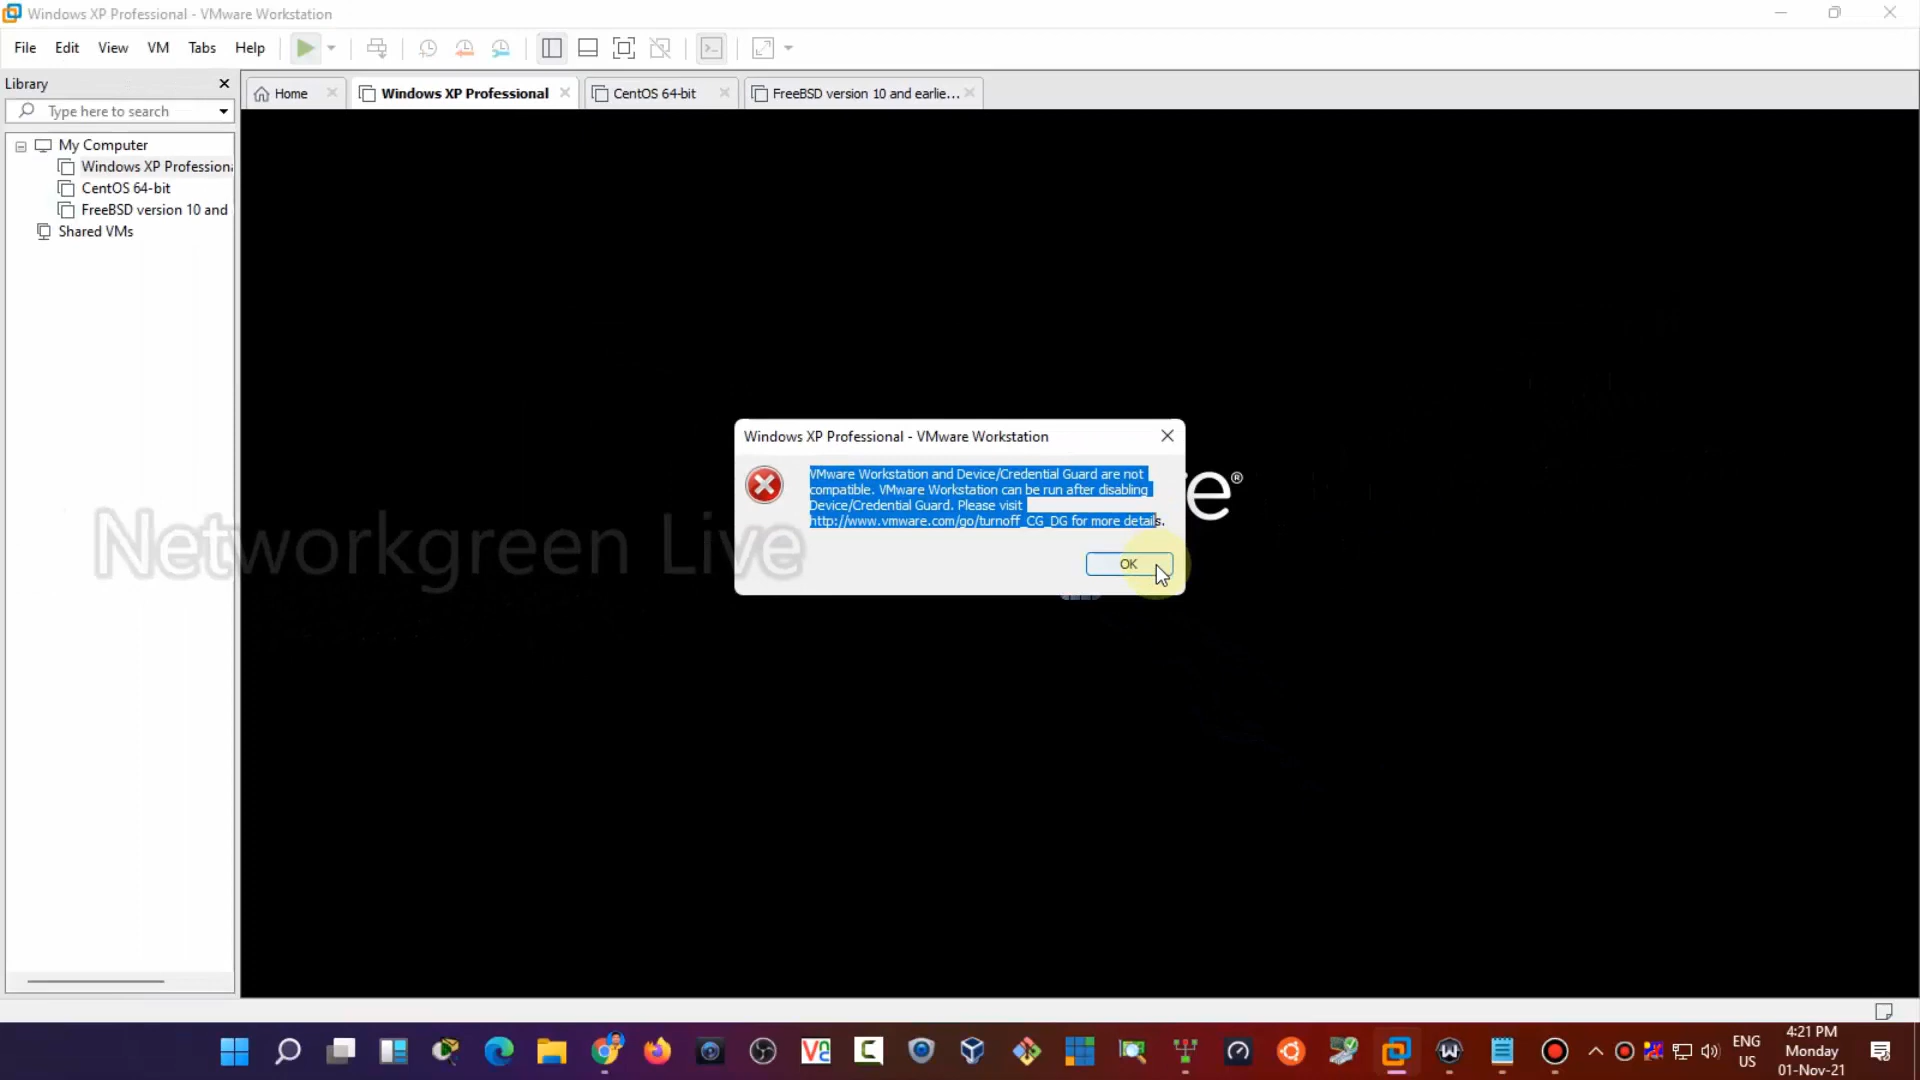 Windows XP Professional - VMware Workstation
File Edit View VM Tabs Help
Library
Home
Windows XP Professional
CentOS 64-bit
FreeBSD version 10 and earlie...
Type here to search
My Computer
Windows XP Professiona
CentOS 64-bit
FreeBSD version 10 and
Shared VMs
Windows XP Professional - VMware Workstation
VMware Workstation and Device/Credential Guard are not
compatible. VMware Workstation can be run after disabling
Device/Credential Guard. Please visit
http://www.vmware.com/go/turnoff_CG_DG for more details.
OK
re®
Networkgreen Live
ENG
US
4:21 PM
Monday
01-Nov-21